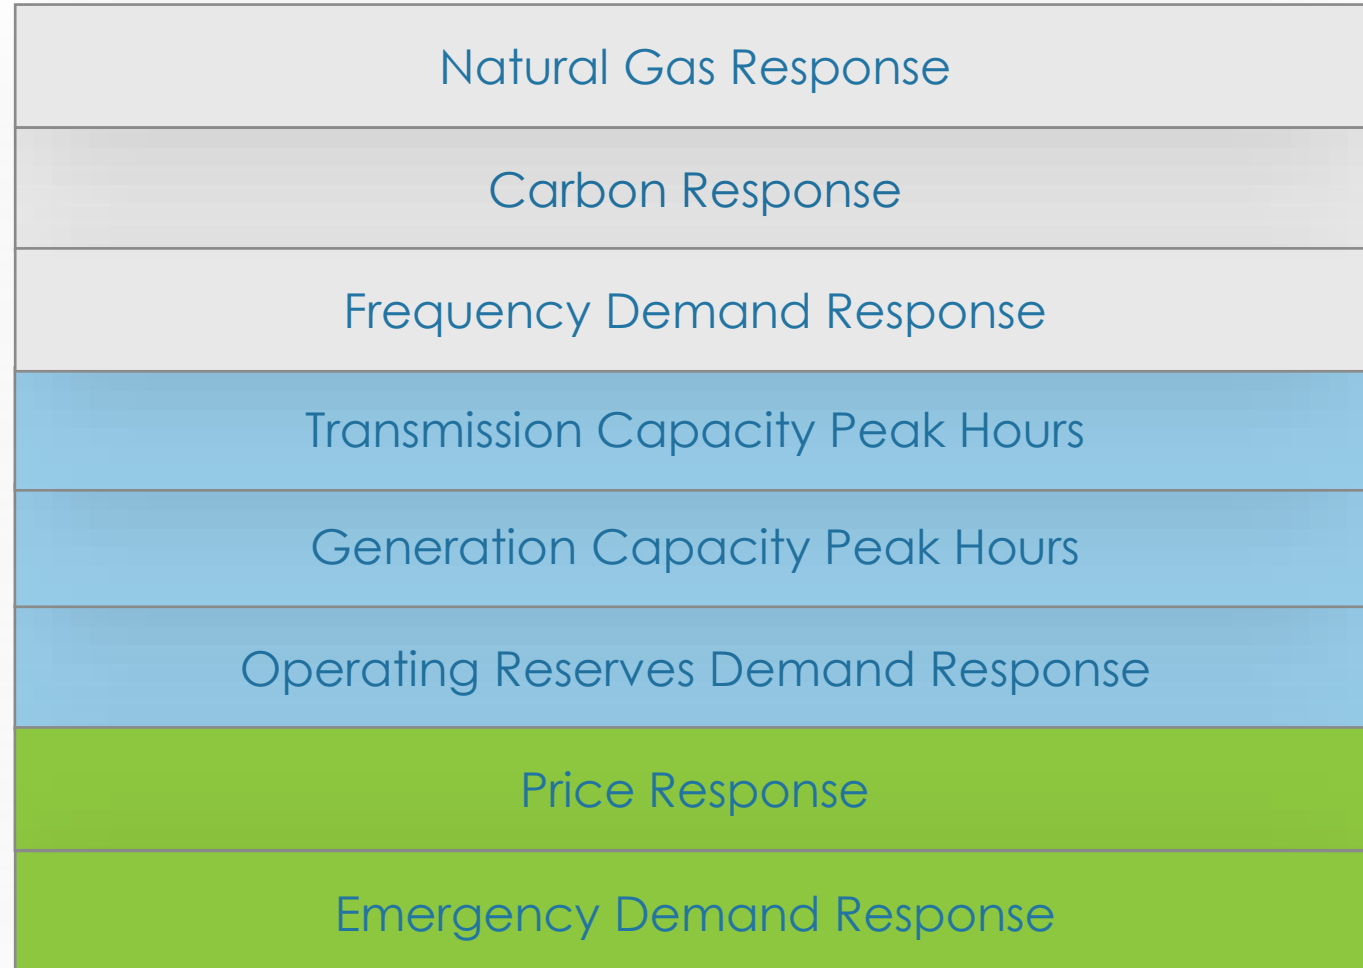 Natural Gas Response
Carbon Response
Frequency Demand Response
Transmission Capacity Peak Hours
Generation Capacity Peak Hours
Operating Reserves Demand Response
Price Response
Emergency Demand Response